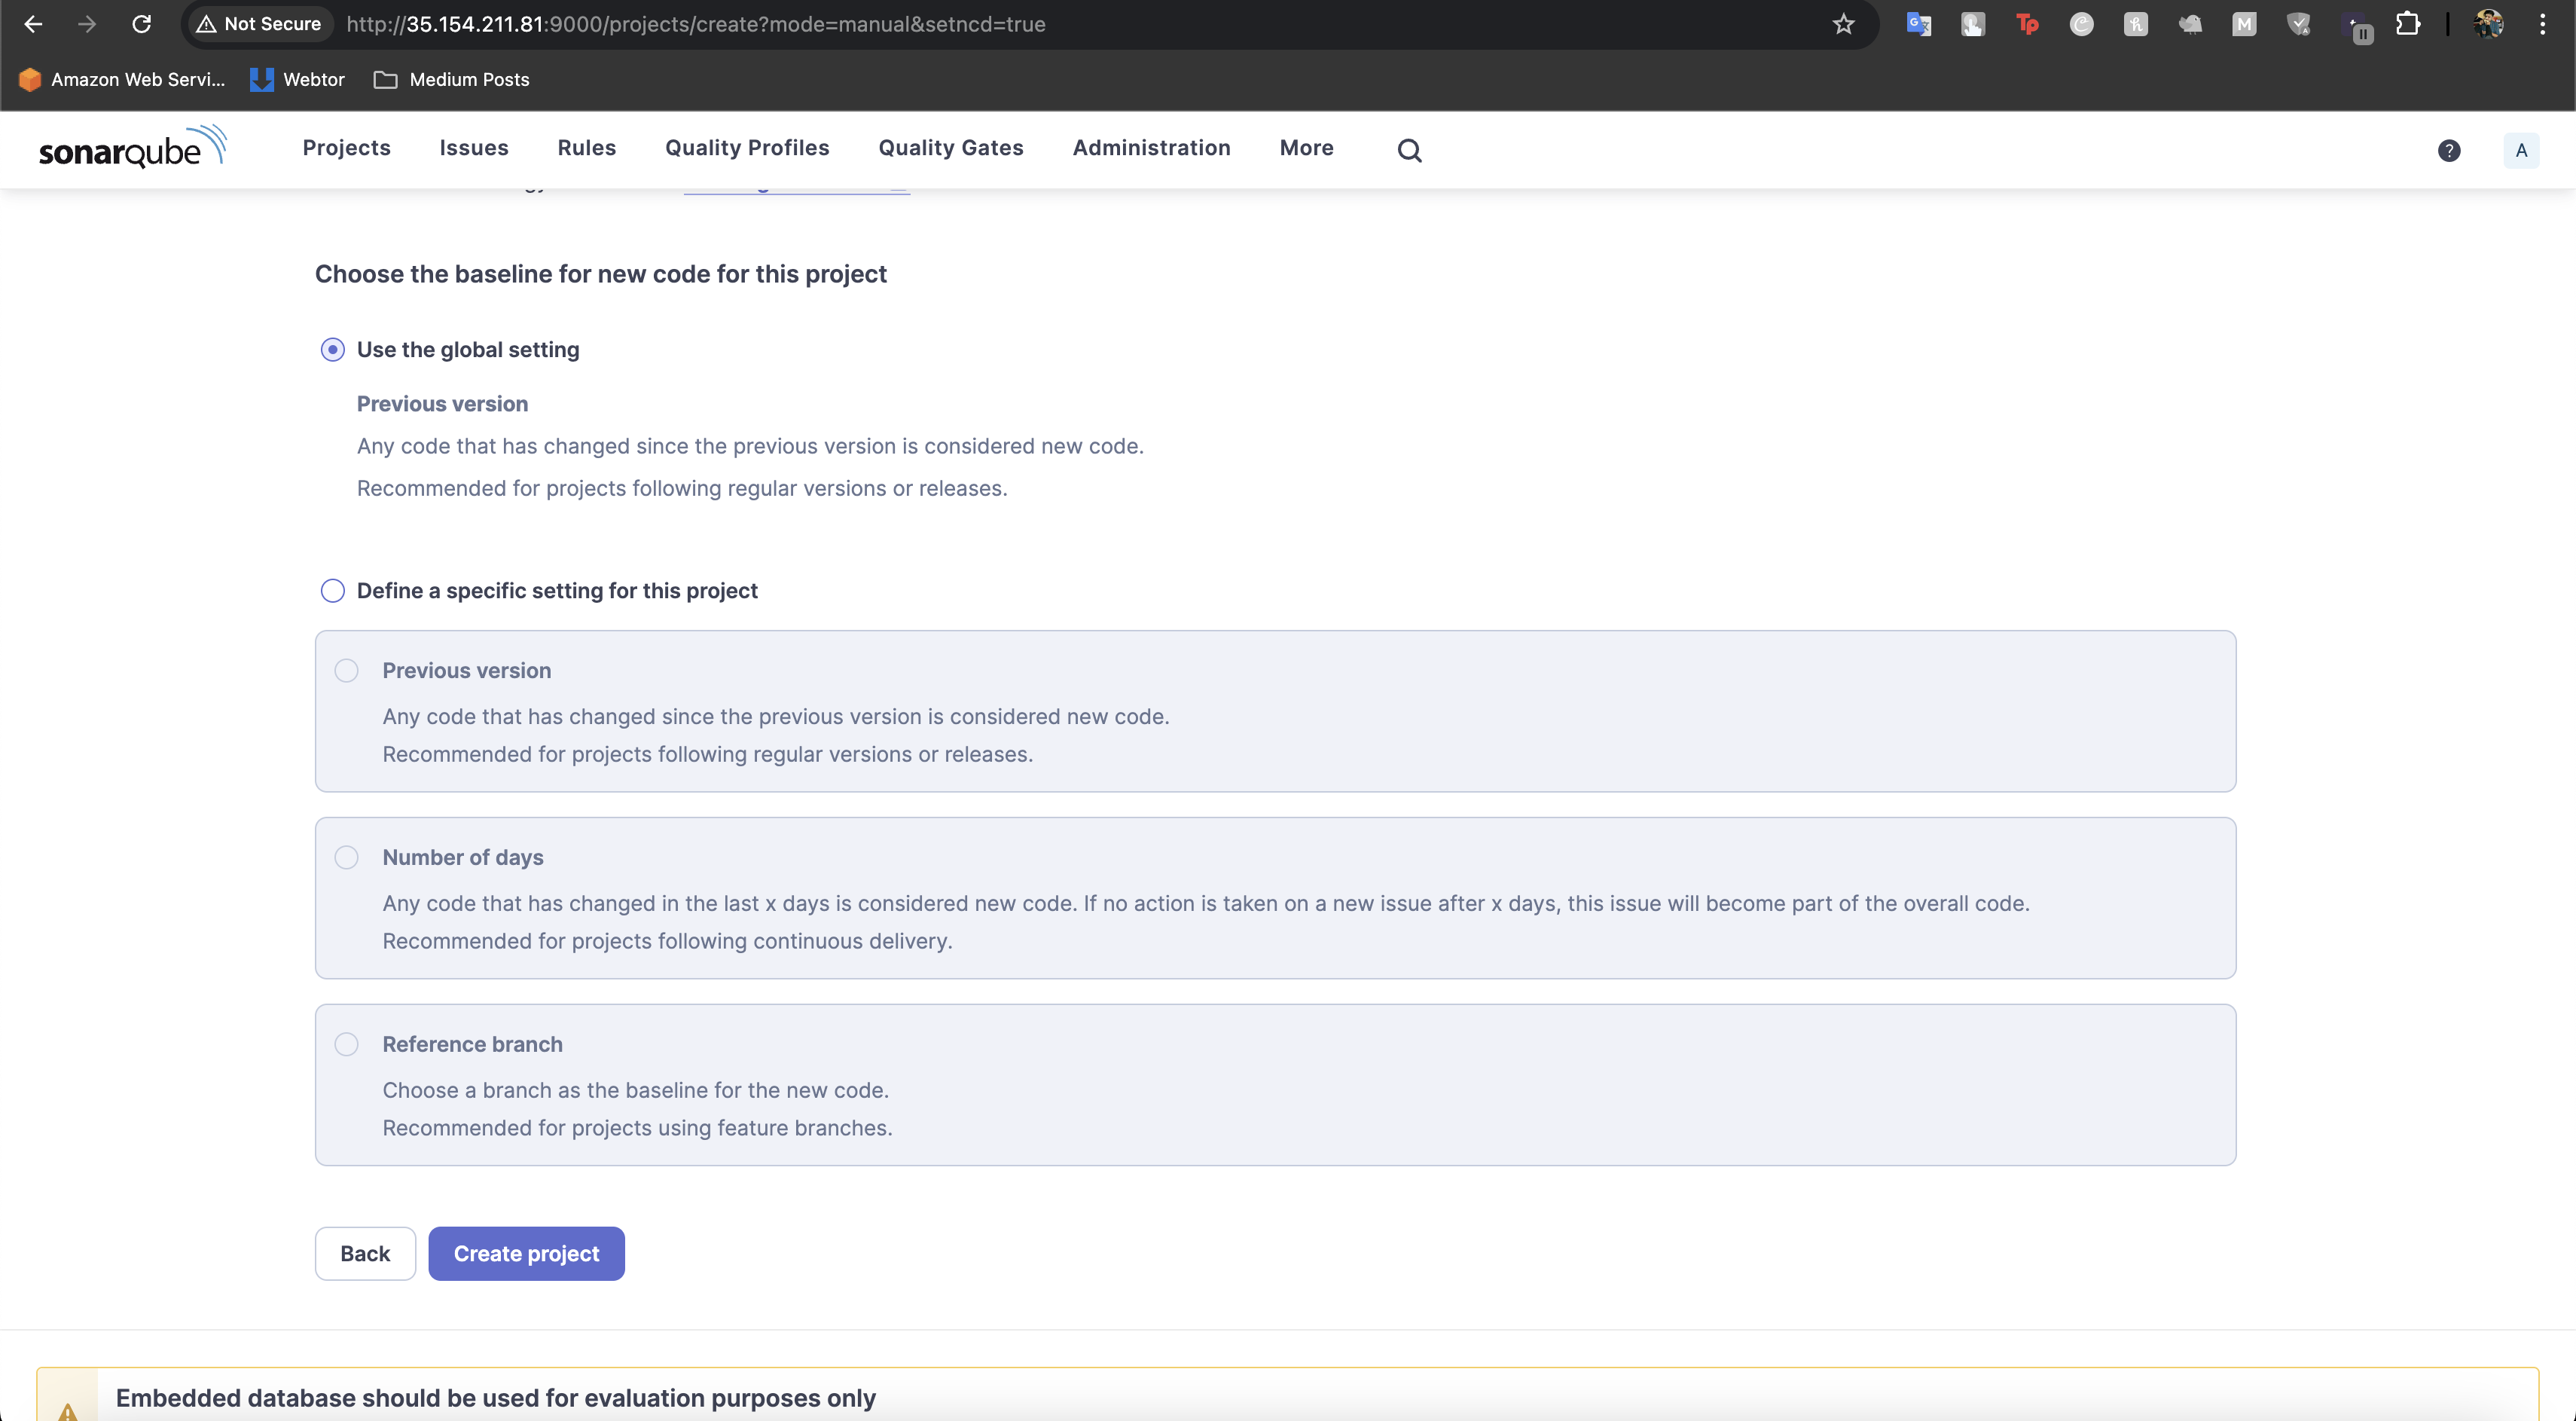 Not Secure http://35.154.211.81:9000/projects/create?mode=manual&setncd=true
Amazon Web Servi... Webtor Medium Posts
sonarqube Projects Issues Rules Quality Profiles Quality Gates Administration More ? A
Choose the baseline for new code for this project
Use the global setting
Previous version
Any code that has changed since the previous version is considered new code.
Recommended for projects following regular versions or releases.
Define a specific setting for this project
Previous version
Any code that has changed since the previous version is considered new code.
Recommended for projects following regular versions or releases.
Number of days
Any code that has changed in the last x days is considered new code. If no action is taken on a new issue after x days, this issue will become part of the overall code.
Recommended for projects following continuous delivery.
Reference branch
Choose a branch as the baseline for the new code.
Recommended for projects using feature branches.
Back Create project
Embedded database should be used for evaluation purposes only